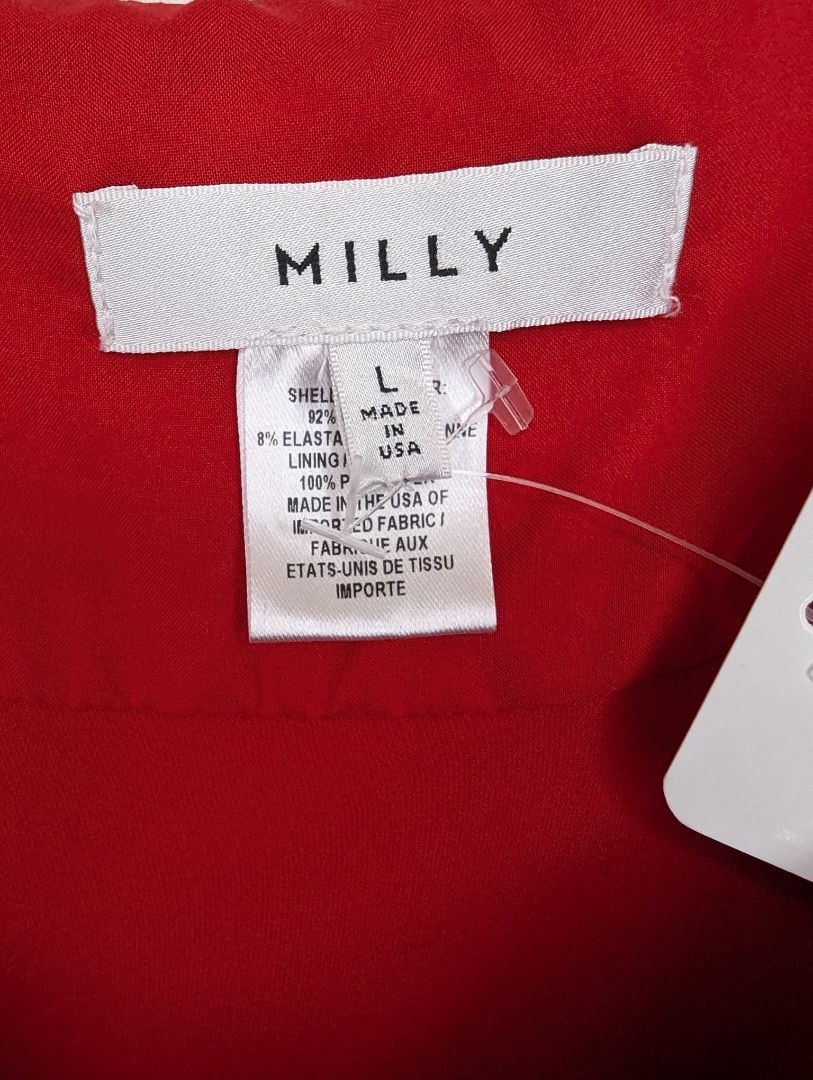 MILLY
L
MADE
IN
USA
SHELL R:
92%
8% ELASTA NNE
LINING
100%
MADE IN THE USA OF
IMPORTED FABRIC /
FABRIQUE AUX
ETATS-UNIS DE TISSU
IMPORTE